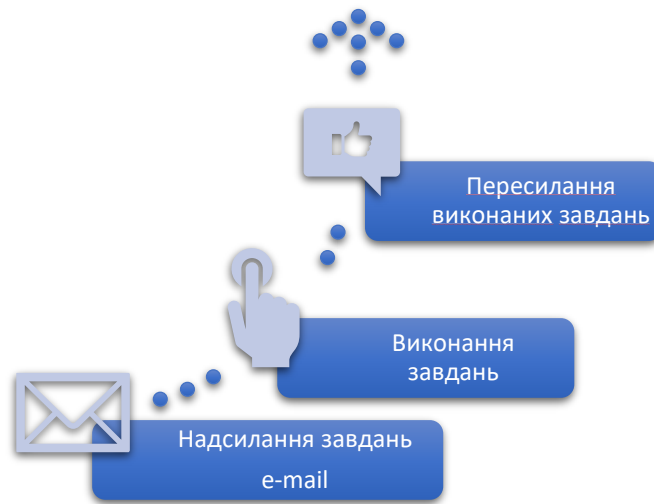 Пересилання
виконаних завдань
Виконання
завдань
Надсилання завдань
e-mail